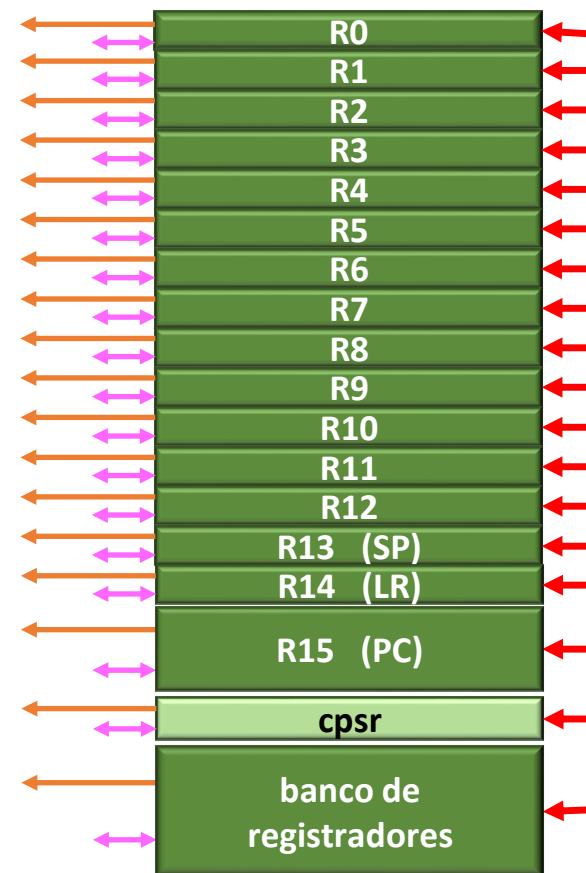 R0
R1
R2
R3
R4
R5
R6
R7
R8
R9
R10
R11
R12
R13 (SP)
R14 (LR)
R15 (PC)
cpsr
banco de
registradores